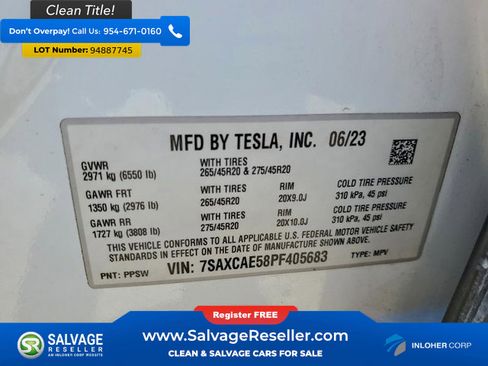 Clean Title!
Don't Overpay! Call Us: 954-671-0160
LOT Number: 94887745
MFD BY TESLA, INC. 06/23
GVWR
2971 kg (6550 lb)
WITH TIRES
265/45R20 & 275/45R20
GAWR FRT
1350 kg (2976 lb)
WITH TIRES
265/45R20
RIM
20X9.0J
COLD TIRE PRESSURE
310 kPa, 45 psi
GAWR RR
1727 kg (3808 lb)
WITH TIRES
275/45R20
RIM
20X10.0J
COLD TIRE PRESSURE
310 kPa, 45 psi
THIS VEHICLE CONFORMS TO ALL APPLICABLE U.S. FEDERAL MOTOR VEHICLE SAFETY
STANDARDS IN EFFECT ON THE DATE OF MANUFACTURE SHOWN ABOVE.
PNT: PPSW
VIN: 7SAXCAE58PF405683
TYPE: MPV
Register FREE!
SALVAGE
RESELLER
AN INLOHER CORP WEBSITE
www.SalvageReseller.com
CLEAN & SALVAGE CARS FOR SALE
INLOHER CORP